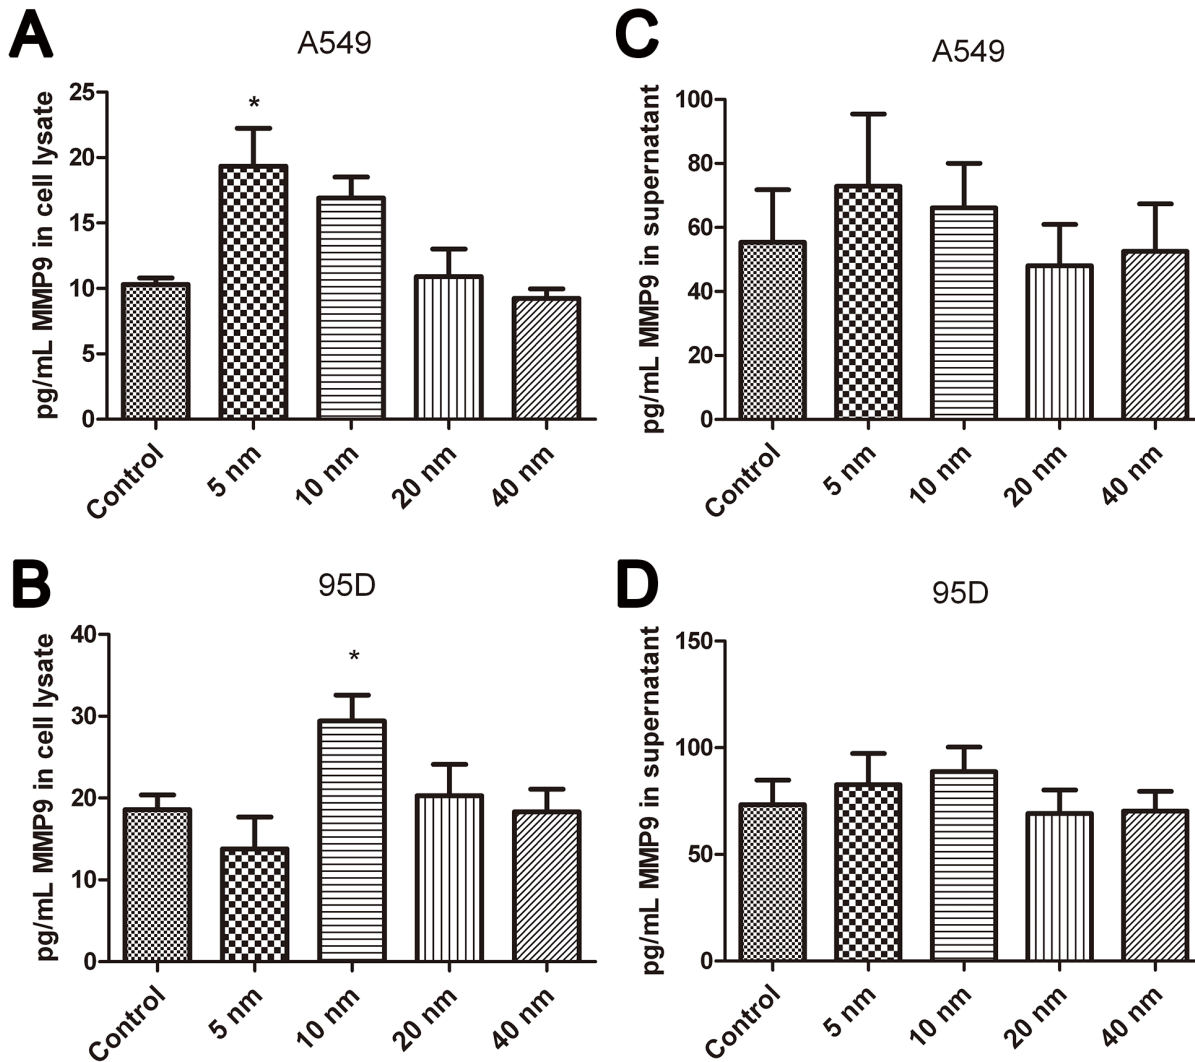 A
A549
pg/mL MMP9 in cell lysate
25
20
15
10
5
0
*
Control
5 nm
10 nm
20 nm
40 nm
C
A549
pg/mL MMP9 in supernatant
100
80
60
40
20
0
Control
5 nm
10 nm
20 nm
40 nm
B
95D
pg/mL MMP9 in cell lysate
40
30
20
10
0
*
Control
5 nm
10 nm
20 nm
40 nm
D
95D
pg/mL MMP9 in supernatant
150
100
50
0
Control
5 nm
10 nm
20 nm
40 nm